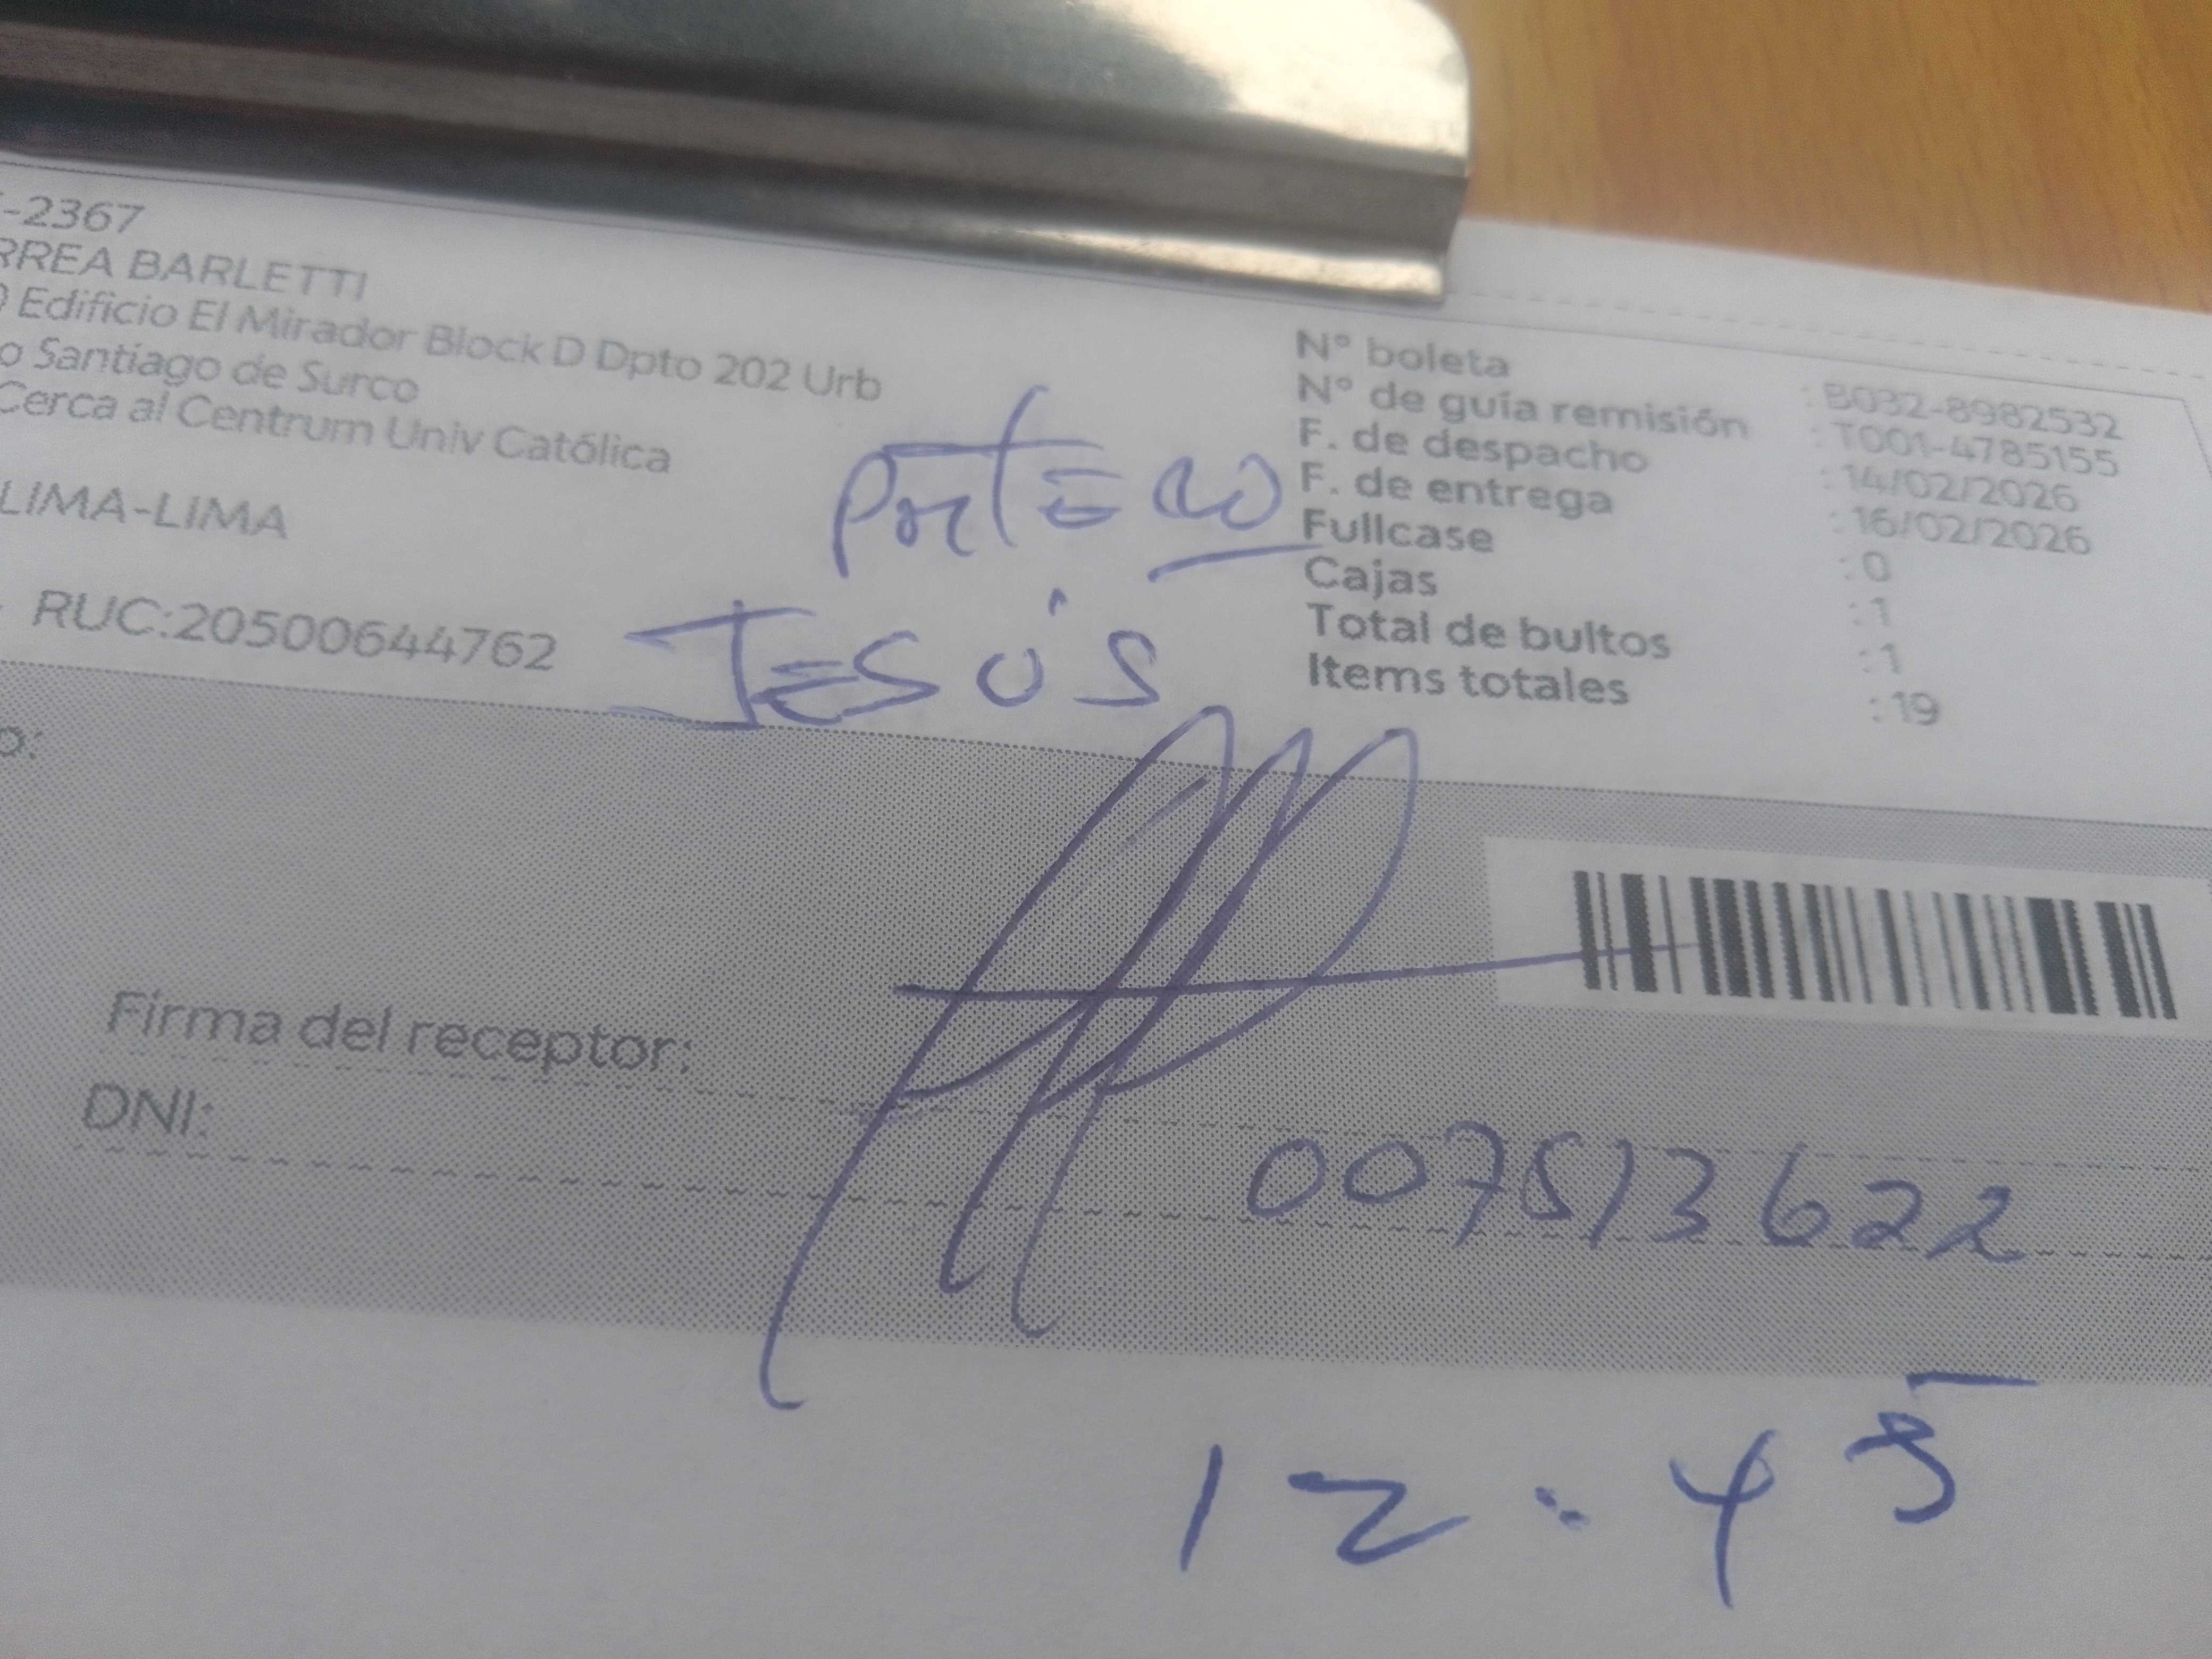 -2367
RREA BARLETTI
Edificio El Mirador Block D Dpto 202 Urb
o Santiago de Surco
Cerca al Centrum Univ Católica
LIMA-LIMA
RUC:20500644762
JESÚS
N° boleta : B032-8982532
N° de guía remisión : T001-4785155
F. de despacho : 14/02/2026
F. de entrega : 16/02/2026
Fullcase : 0
Cajas : 1
Total de bultos : 1
Items totales : 19
o:
Firma del receptor:
DNI: 007513622
12:45